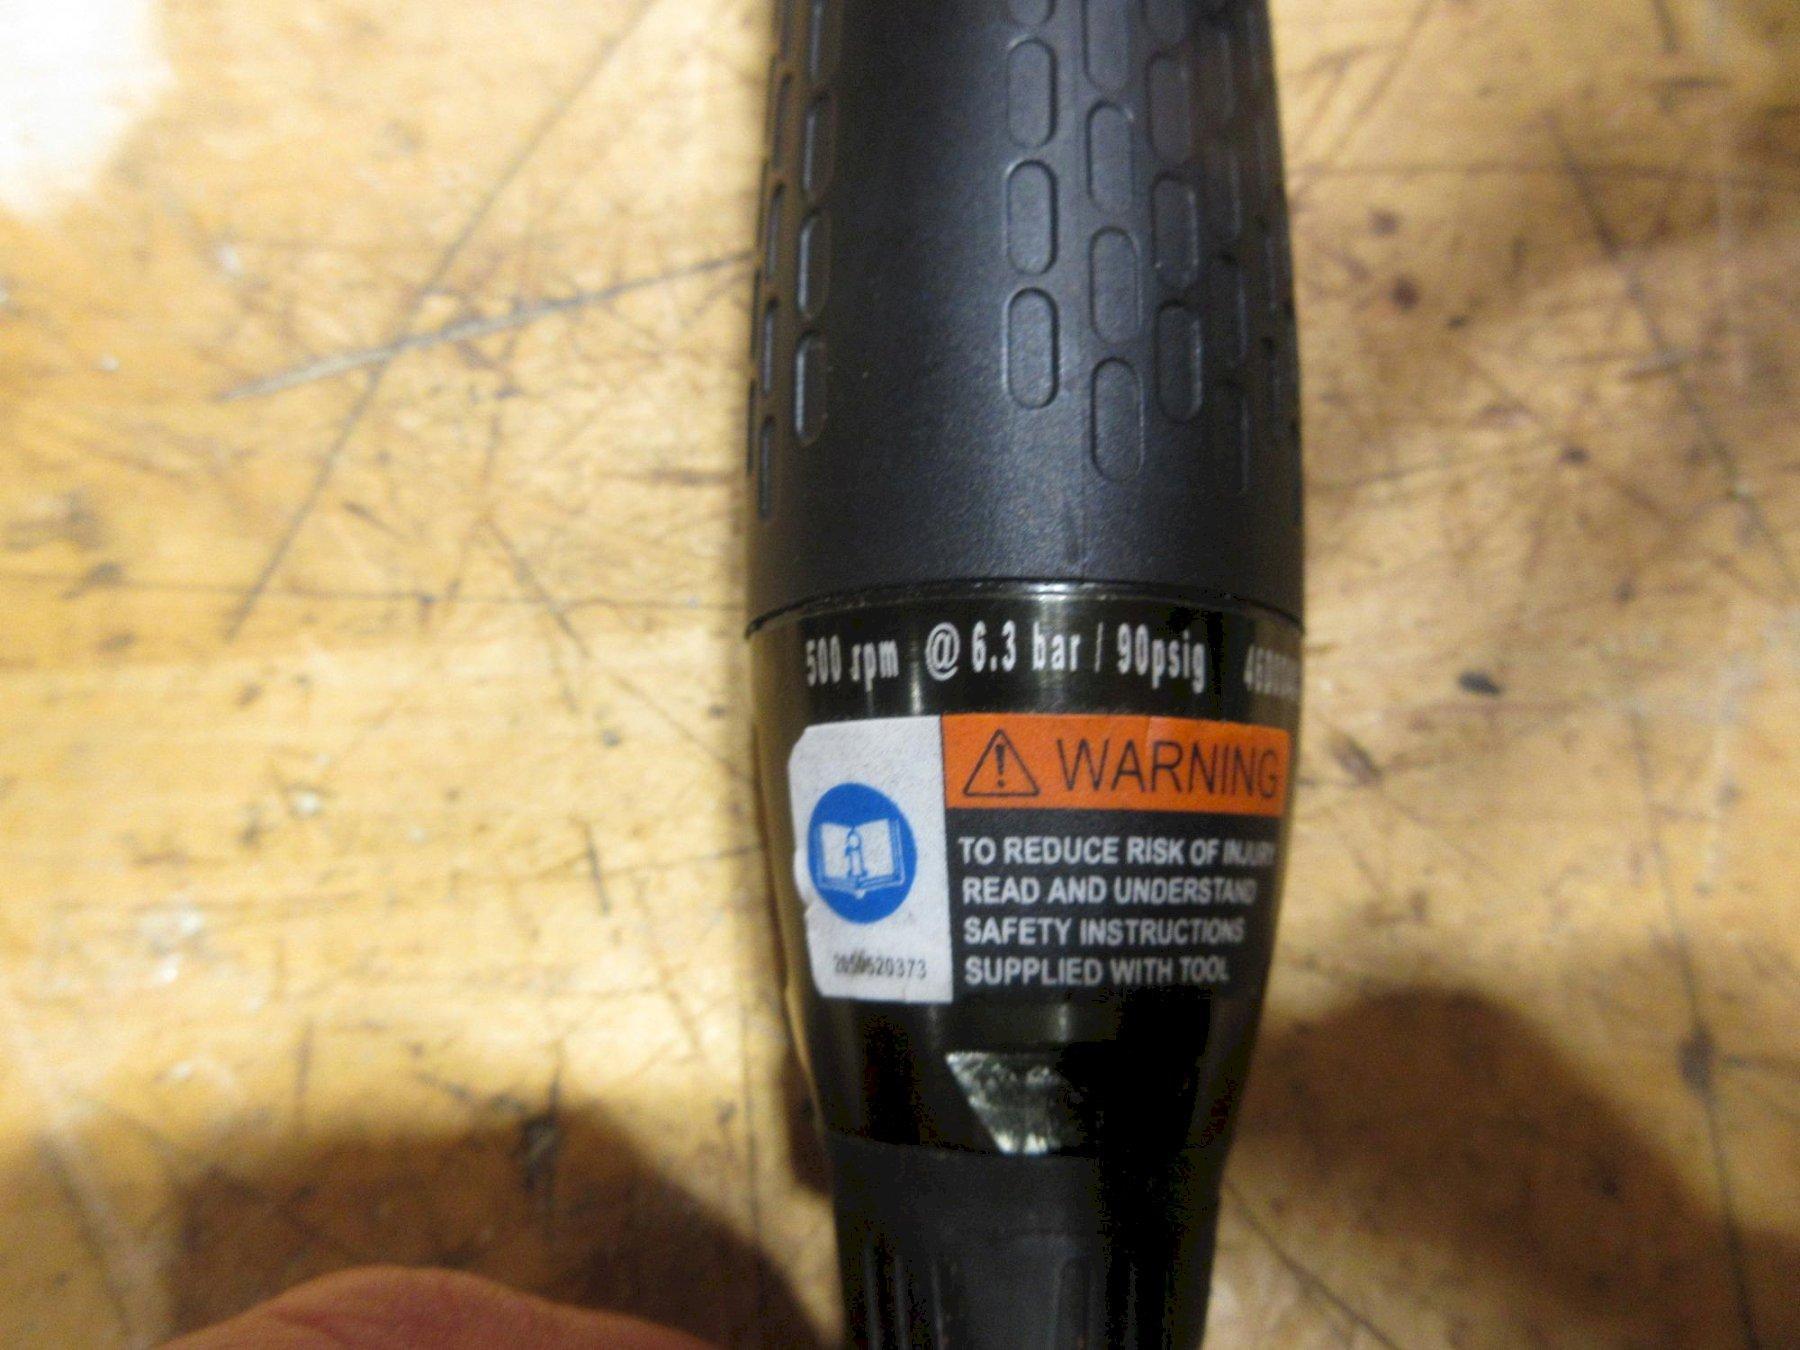 500 rpm @ 6.3 bar / 90psig
WARNING
TO REDUCE RISK OF INJURY
READ AND UNDERSTAND
SAFETY INSTRUCTIONS
SUPPLIED WITH TOOL